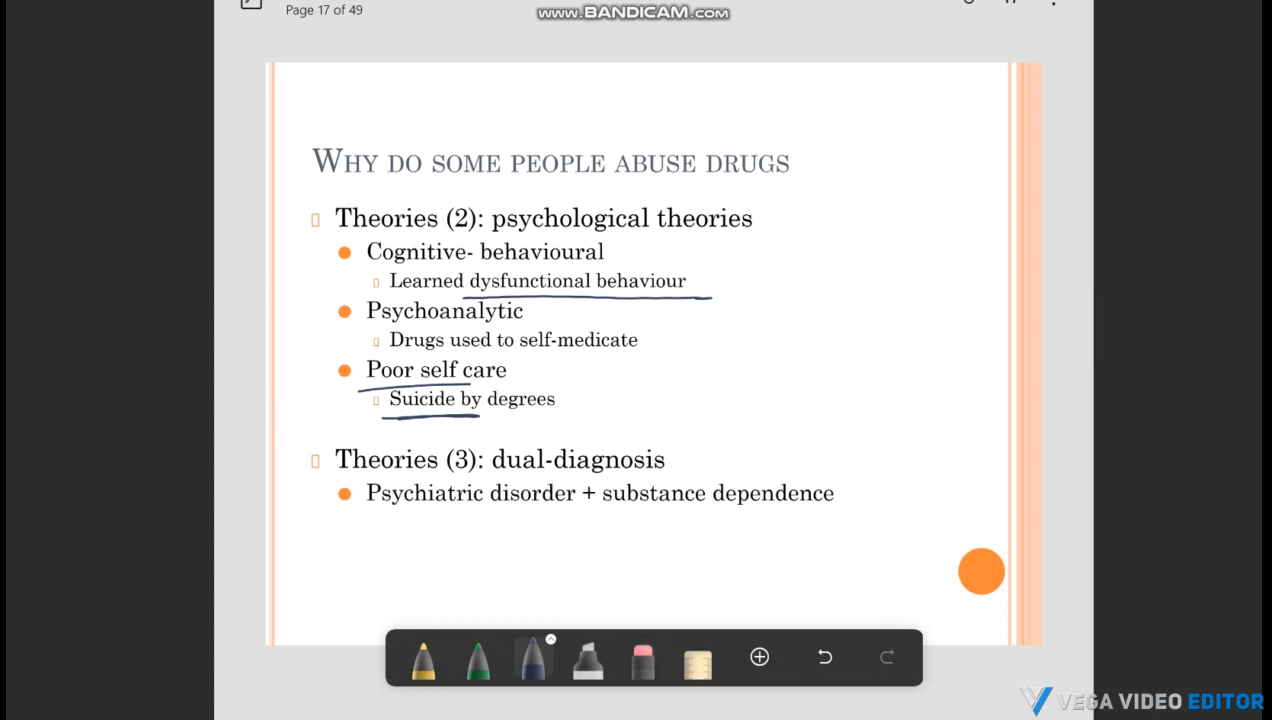 Page 17 of 49
www.BANDICAM.com
WHY DO SOME PEOPLE ABUSE DRUGS
Theories (2): psychological theories
Cognitive- behavioural
Learned dysfunctional behaviour
Psychoanalytic
Drugs used to self-medicate
Poor self care
Suicide by degrees
Theories (3): dual-diagnosis
Psychiatric disorder + substance dependence
VEGA VIDEO EDITOR